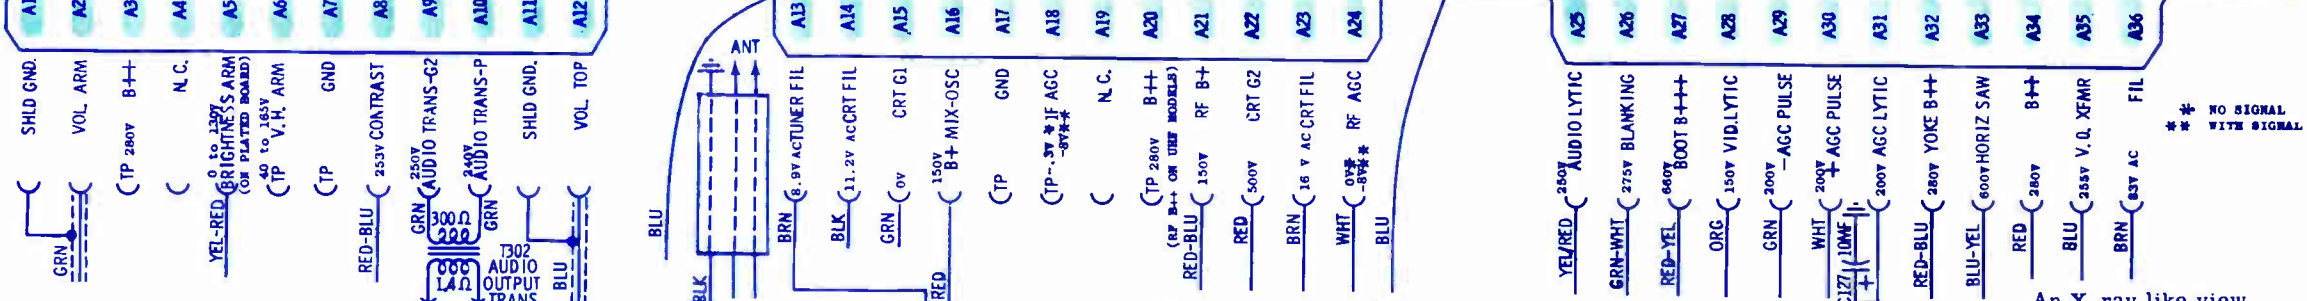 A1
A2
A3
A4
A5
A6
A7
A8
A9
A10
A11
A12
SHLD GND.
VOL ARM
B++
N.C.
0 to 130V
BRIGHTNESS ARM
(ON PLATED BOARD)
40 to 165V
V.H. ARM
GND
253V CONTRAST
250V
AUDIO TRANS-G2
240V
AUDIO TRANS-P
SHLD GND.
VOL TOP
TP 280V
TP
TP
GRN
YEL-RED
RED-BLU
GRN
300Ω
GRN
T302
AUDIO
OUTPUT
TRANS
1.4Ω
BLU
A13
A14
A15
A16
A17
A18
A19
A20
A21
A22
A23
A24
BLU
ANT
BLK
8.9V AC TUNER FIL
11.2V AC CRT FIL
0V CRT G1
150V
B+ MIX-OSC
TP GND
TP-.3V * IF AGC
-8V**
N.C.
TP 280V B++
(RF B++ ON UHF MODELS)
150V RF B+
500V CRT G2
16 V AC CRT FIL
0V* RF AGC
-8V**
BRN
BLK
GRN
RED
RED-BLU
RED
BRN
WHT
BLU
A25
A26
A27
A28
A29
A30
A31
A32
A33
A34
A35
A36
250V AUDIO LYTIC
275V BLANKING
660V BOOT B+++
150V VID.LYTIC
200V -AGC PULSE
200V + AGC PULSE
200V AGC LYTIC
280V YOKE B++
600V HORIZ SAW
280V B++
255V V.O. XFMR
83V AC FIL
YEL/RED
GRN-WHT
RED-YEL
ORG
GRN
WHT
C127 10MF
+
RED-BLU
BLU-YEL
RED
BLU
BRN
* NO SIGNAL
** WITH SIGNAL
An X-ray like view